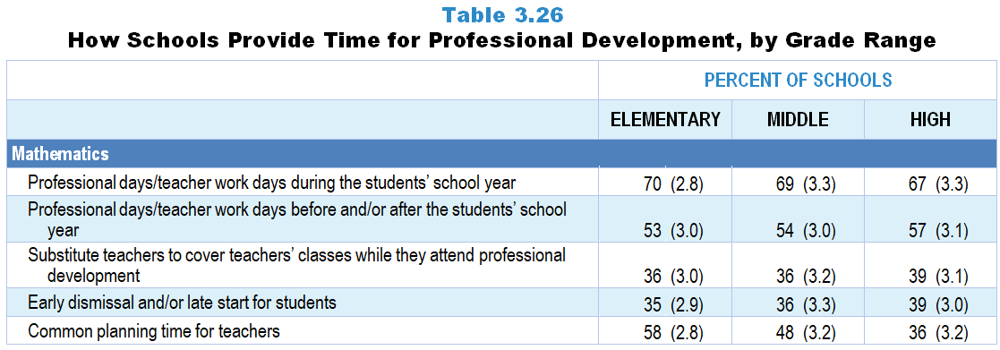 Table 3.26
How Schools Provide Time for Professional Development, by Grade Range
PERCENT OF SCHOOLS
ELEMENTARY MIDDLE HIGH
Mathematics
Professional days/teacher work days during the students’ school year 70 (2.8) 69 (3.3) 67 (3.3)
Professional days/teacher work days before and/or after the students’ school
year 53 (3.0) 54 (3.0) 57 (3.1)
Substitute teachers to cover teachers’ classes while they attend professional
development 36 (3.0) 36 (3.2) 39 (3.1)
Early dismissal and/or late start for students 35 (2.9) 36 (3.3) 39 (3.0)
Common planning time for teachers 58 (2.8) 48 (3.2) 36 (3.2)